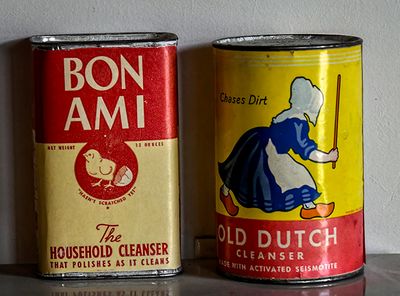 BON
AMI
NET WEIGHT 12 OUNCES
"HASN'T SCRATCHED YET"
The
HOUSEHOLD CLEANSER
THAT POLISHES AS IT CLEANS
Chases Dirt
OLD DUTCH
CLEANSER
MADE WITH ACTIVATED SEISMOTITE